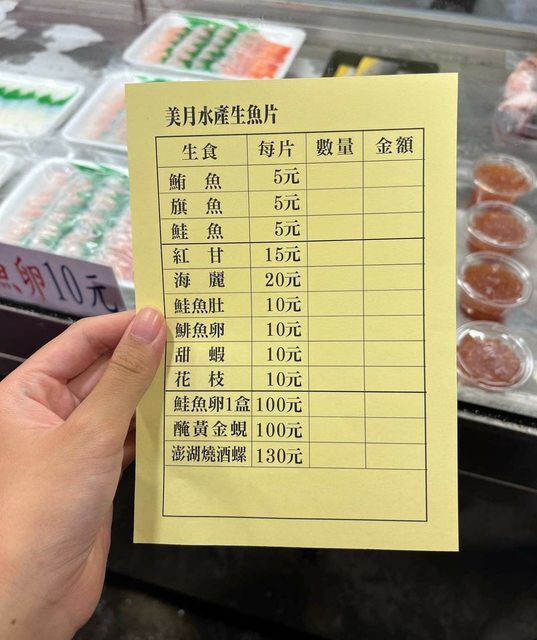 美月水產生魚片
生食 每片 數量 金額
鮪魚 5元
旗魚 5元
鮭魚 5元
紅甘 15元
海麗 20元
鮭魚肚 10元
鯡魚卵 10元
甜蝦 10元
花枝 10元
鮭魚卵1盒 100元
醃黃金蜆 100元
澎湖燒酒螺 130元
魚卵10元